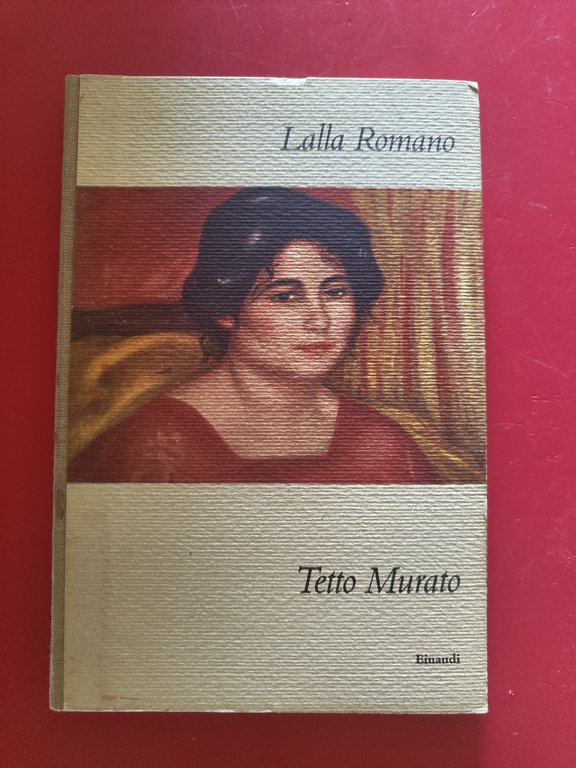 Lalla Romano
Tetto Murato
Einaudi